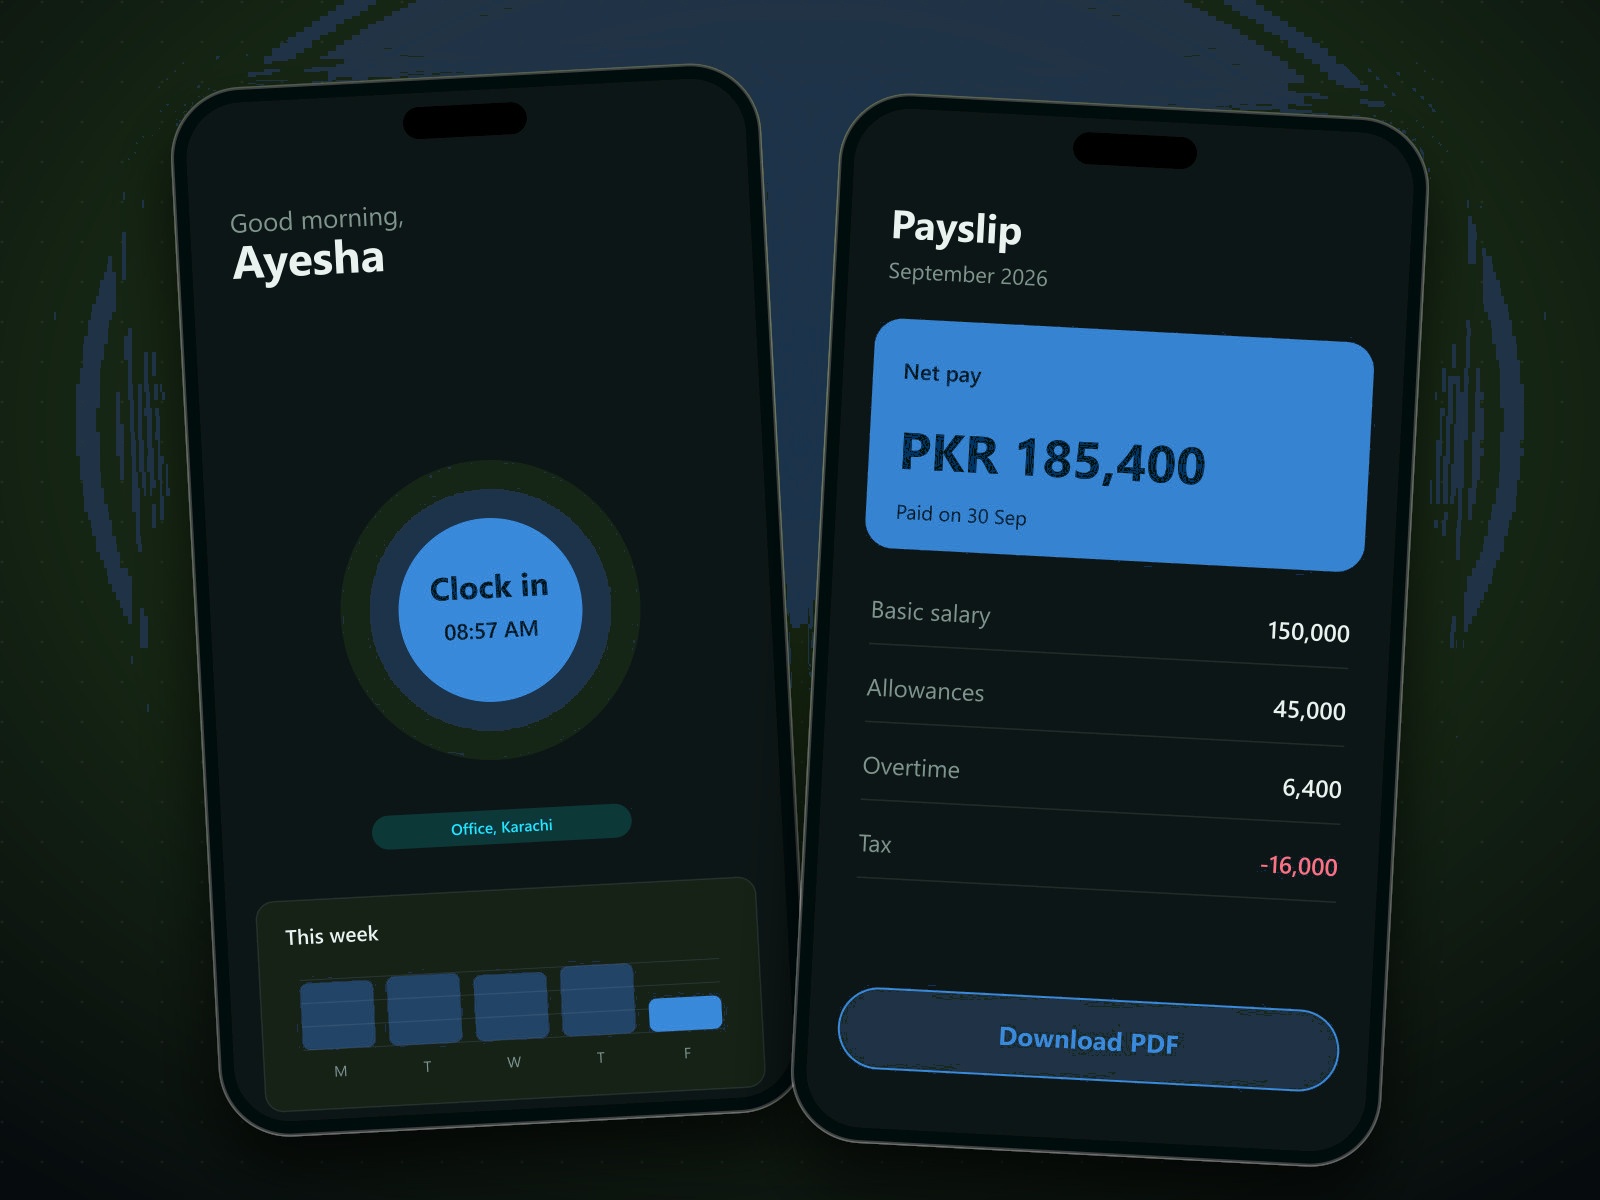 Good morning,
Ayesha
Clock in
08:57 AM
Office, Karachi
This week
M T W T F
Payslip
September 2026
Net pay
PKR 185,400
Paid on 30 Sep
Basic salary 150,000
Allowances 45,000
Overtime 6,400
Tax -16,000
Download PDF